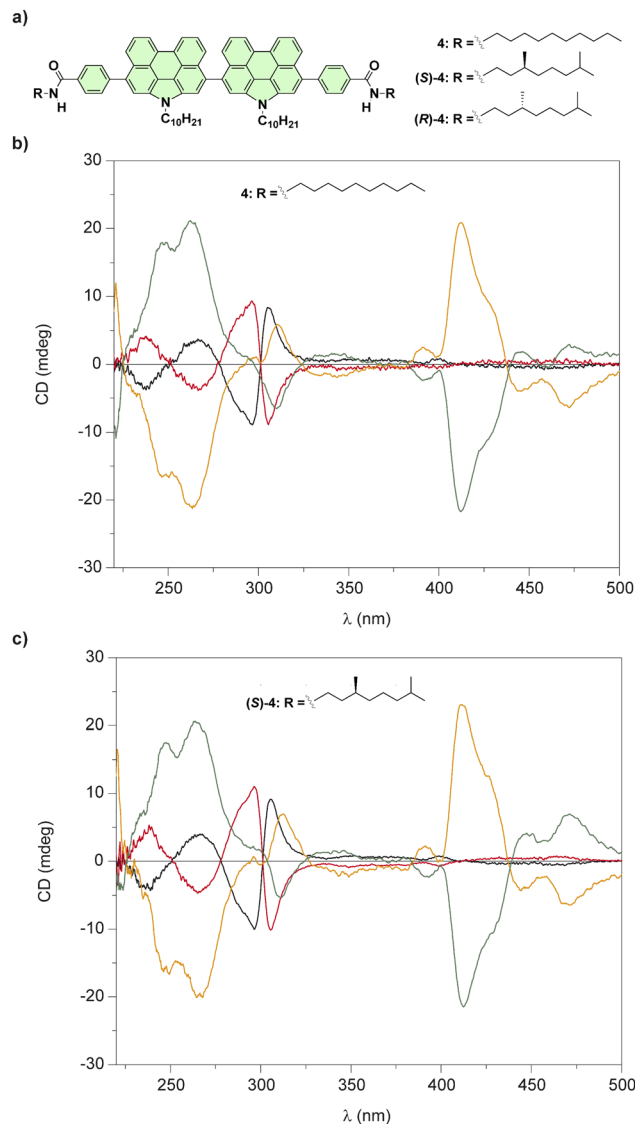 a)
4: R =
(S)-4: R =
(R)-4: R =
O
O
R-N
N-R
H
H
N
N
C10H21
C10H21
b)
4: R =
30
20
10
0
-10
-20
-30
CD (mdeg)
250 300 350 400 450 500
λ (nm)
c)
(S)-4: R =
30
20
10
0
-10
-20
-30
CD (mdeg)
250 300 350 400 450 500
λ (nm)